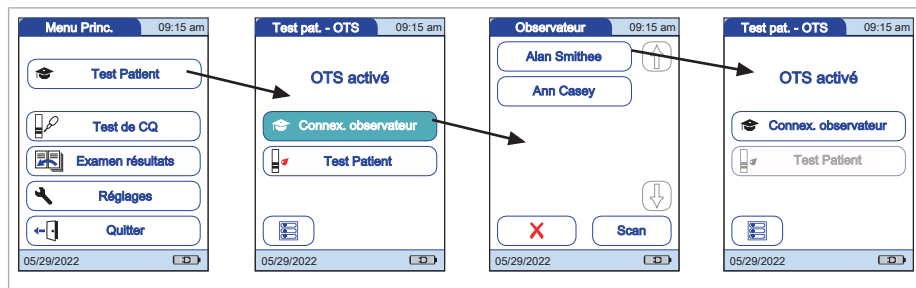 Menu Princ. 09:15 am
Test Patient
Test de CQ
Examen résultats
Réglages
Quitter
05/29/2022
Test pat. - OTS 09:15 am
OTS activé
Connex. observateur
Test Patient
05/29/2022
Observateur 09:15 am
Alan Smithee
Ann Casey
Scan
05/29/2022
Test pat. - OTS 09:15 am
OTS activé
Connex. observateur
Test Patient
05/29/2022